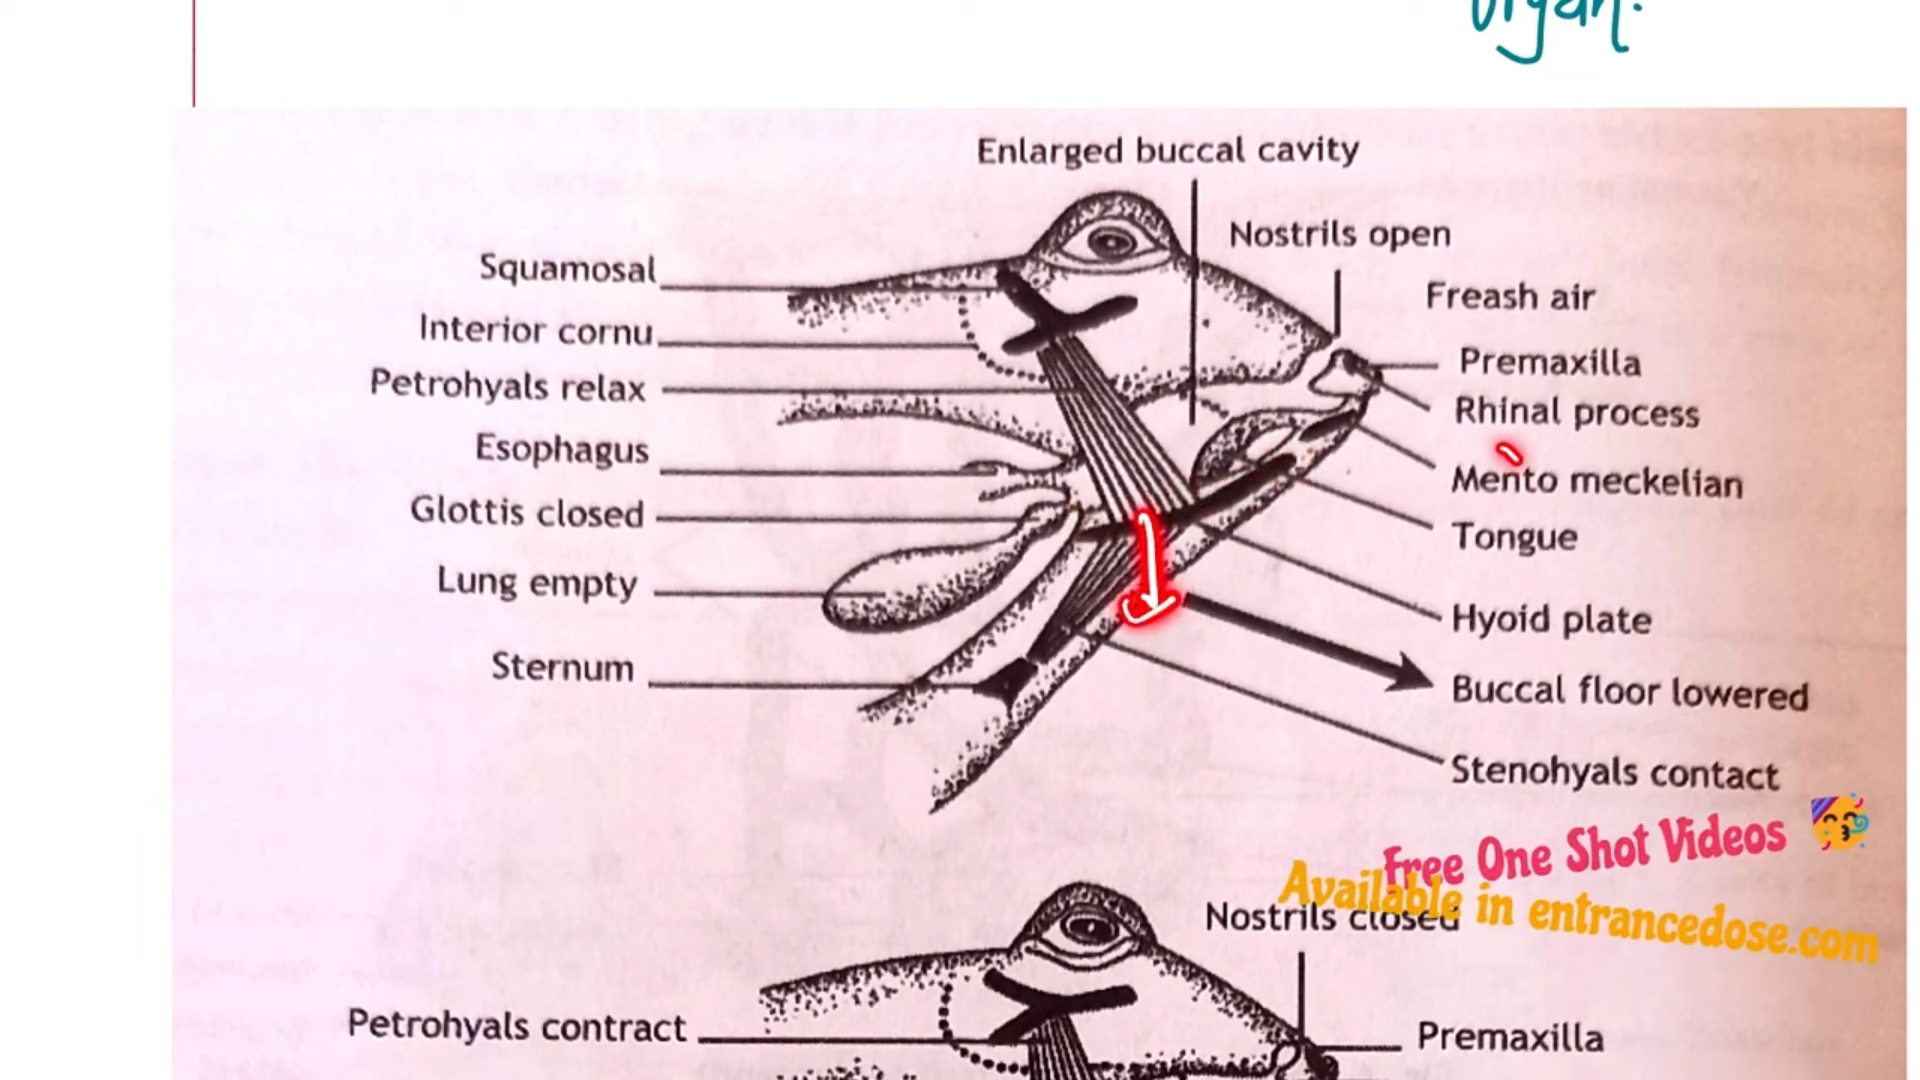 organ.
Enlarged buccal cavity
Nostrils open
Squamosal
Freash air
Interior cornu
Premaxilla
Petrohyals relax
Rhinal process
Esophagus
Mento meckelian
Glottis closed
Tongue
Lung empty
Hyoid plate
Sternum
Buccal floor lowered
Stenohyals contact
Free One Shot Videos
Available in entrancedose.com
Nostrils closed
Petrohyals contract
Premaxilla